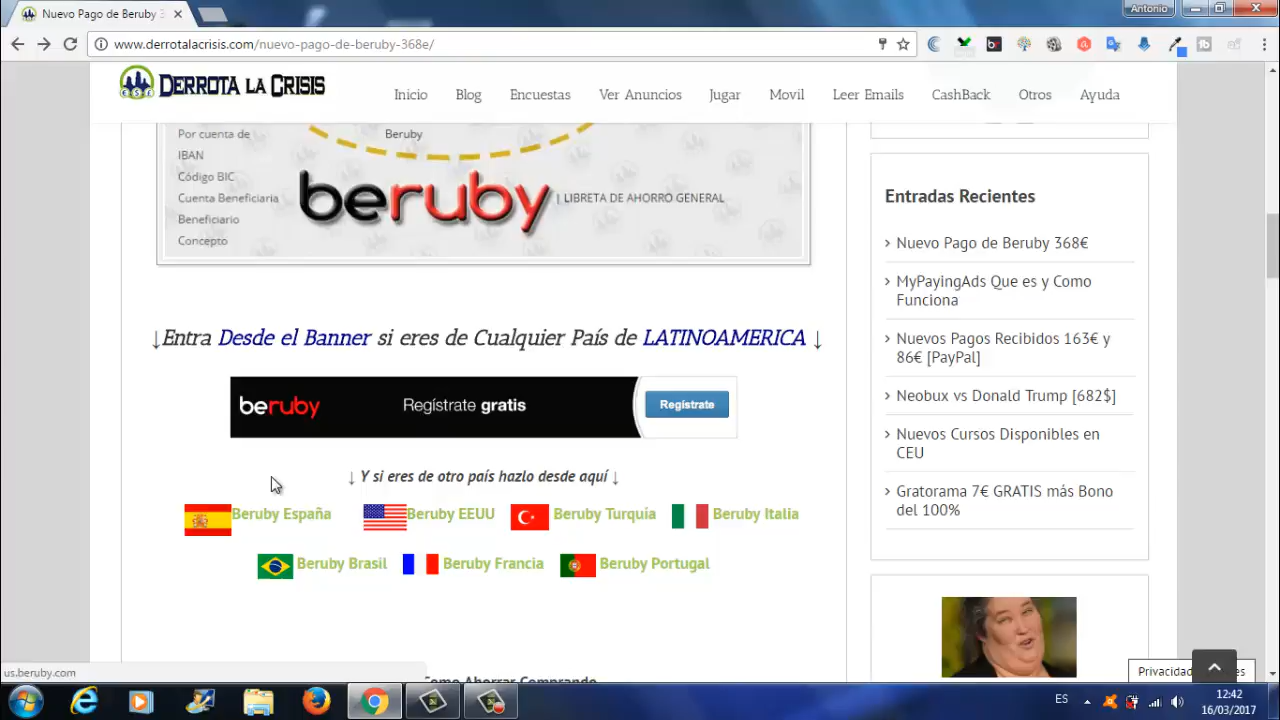 Nuevo Pago de Beruby 3
Antonio
www.derrotalacrisis.com/nuevo-pago-de-beruby-368e/
DERROTA LA CRISIS
Inicio
Blog
Encuestas
Ver Anuncios
Jugar
Movil
Leer Emails
CashBack
Otros
Ayuda
Por cuenta de
Beruby
IBAN
Código BIC
Cuenta Beneficiaria
beruby
| LIBRETA DE AHORRO GENERAL
Beneficiario
Concepto
↓Entra Desde el Banner si eres de Cualquier País de LATINOAMERICA ↓
beruby
Regístrate gratis
Regístrate
↓ Y si eres de otro país hazlo desde aquí ↓
Beruby España
Beruby EEUU
Beruby Turquía
Beruby Italia
Beruby Brasil
Beruby Francia
Beruby Portugal
Como Ahorrar Comprando
Entradas Recientes
Nuevo Pago de Beruby 368€
MyPayingAds Que es y Como
Funciona
Nuevos Pagos Recibidos 163€ y
86€ [PayPal]
Neobux vs Donald Trump [682$]
Nuevos Cursos Disponibles en
CEU
Gratorama 7€ GRATIS más Bono
del 100%
us.beruby.com
ES
12:42
16/03/2017